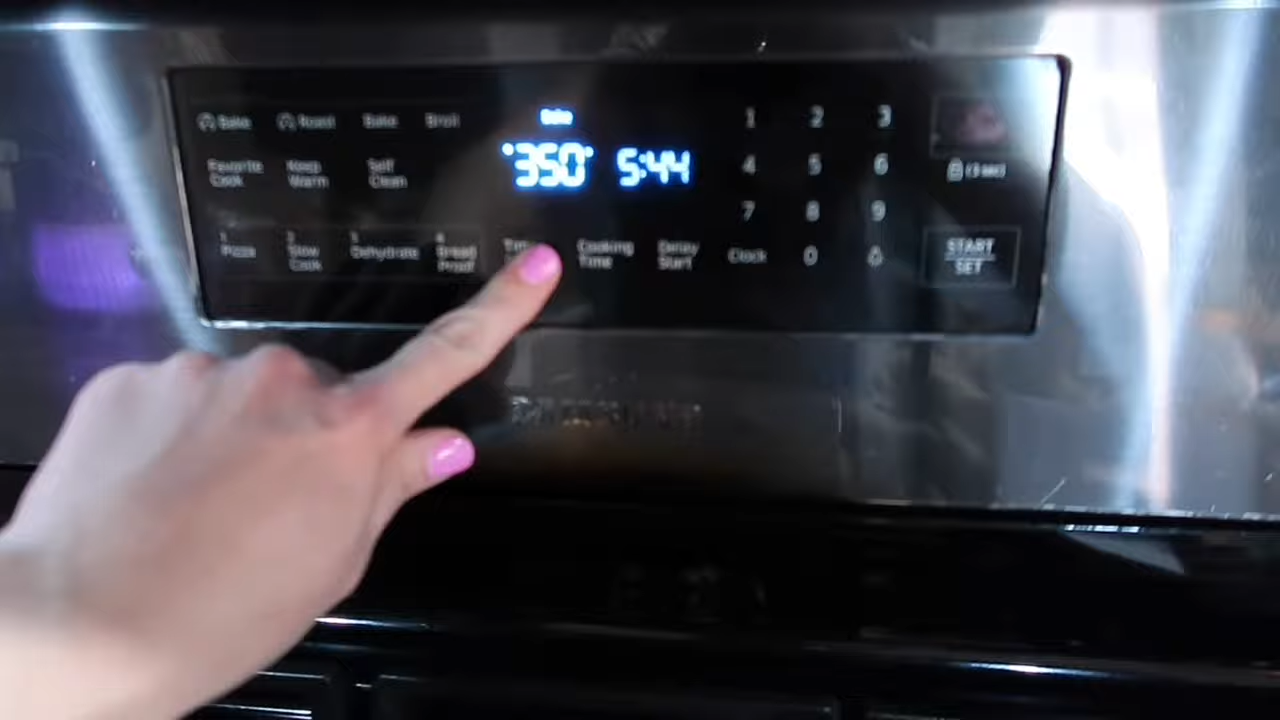 Bake Roast Bake Broil
Favorite Cook Keep Warm Self Clean
Bake
350° 5:44
1 Pizza 2 Slow Cook 3 Dehydrate 4 Bread Proof
Cooking Time Delay Start Clock
1 2 3
4 5 6
7 8 9
0
(3 sec)
START
SET